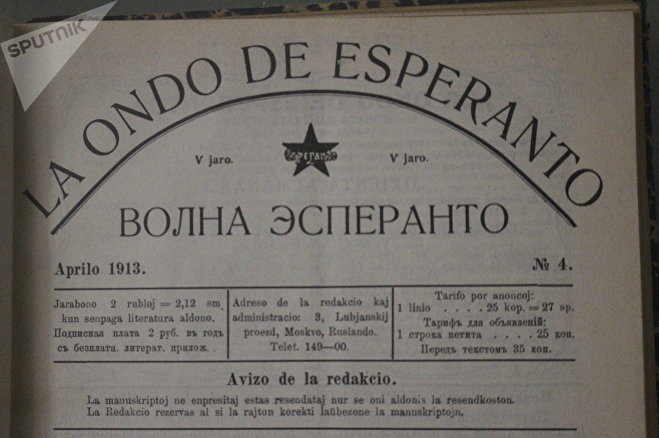 SPUTNIK
LA ONDO DE ESPERANTO
V jaro.
ESPERANTO
V jaro.
ВОЛНА ЭСПЕРАНТО
Aprilo 1913.
№ 4.
Jarabono 2 rubloj = 2,12 sm
kun senpaga literatura aldono.
Подписная плата 2 руб. въ годъ
съ безплатн. литерат. прилож.
Adreso de la redakcio kaj
administracio: 3, Lubjanskij
proezd, Moskvo, Ruslando.
Telef. 149—00.
Tarifo por anoncoj:
1 linio . . . . 25 kop. = 27 sp.
Тарифъ для объявленій:
1 строка петита . . . . 25 коп.
Передъ текстомъ 35 коп.
Avizo de la redakcio.
La manuskriptoj ne enpresitaj estas resendataj nur se oni aldonis la resendkoston.
La Redakcio rezervas al si la rajton korekti laŭbezone la manuskriptojn.